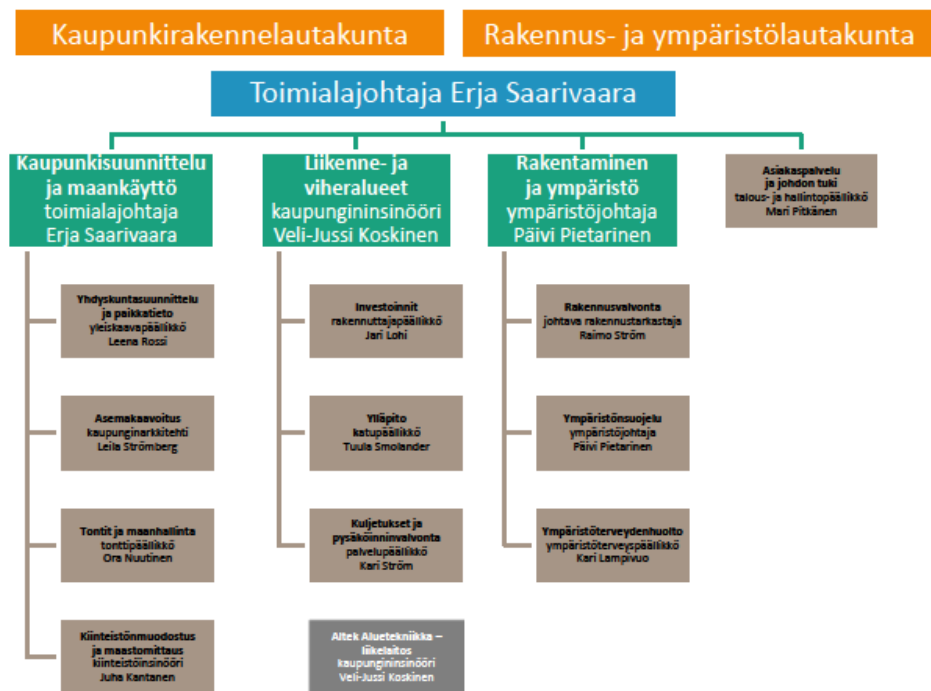 Kaupunkirakennelautakunta
Rakennus- ja ympäristölautakunta
Toimialajohtaja Erja Saarivaara
Kaupunkisuunnittelu
ja maankäyttö
toimialajohtaja
Erja Saarivaara
Yhdyskuntasuunnittelu
ja paikkatieto
yleiskaavapäällikkö
Leena Rossi
Asemakaavoitus
kaupunginarkkitehti
Leila Strömberg
Tontit ja maanhallinta
tonttipäällikkö
Ora Nuutinen
Kiinteistönmuodostus
ja maastomittaus
kiinteistöinsinööri
Juha Kantanen
Liikenne- ja
viheralueet
kaupungininsinööri
Veli-Jussi Koskinen
Investoinnit
rakennuttajapäällikkö
Jari Lohi
Ylläpito
katupäällikkö
Tuula Smolander
Kuljetukset ja
pysäköinninvalvonta
palvelupäällikkö
Kari Ström
Altek Aluetekniikka –
liikelaitos
kaupungininsinööri
Veli-Jussi Koskinen
Rakentaminen
ja ympäristö
ympäristöjohtaja
Päivi Pietarinen
Rakennusvalvonta
johtava rakennustarkastaja
Raimo Ström
Ympäristönsuojelu
ympäristöjohtaja
Päivi Pietarinen
Ympäristöterveydenhuolto
ympäristöterveyspäällikkö
Kari Lampivuo
Asiakaspalvelu
ja johdon tuki
talous- ja hallintopäällikkö
Mari Pitkänen